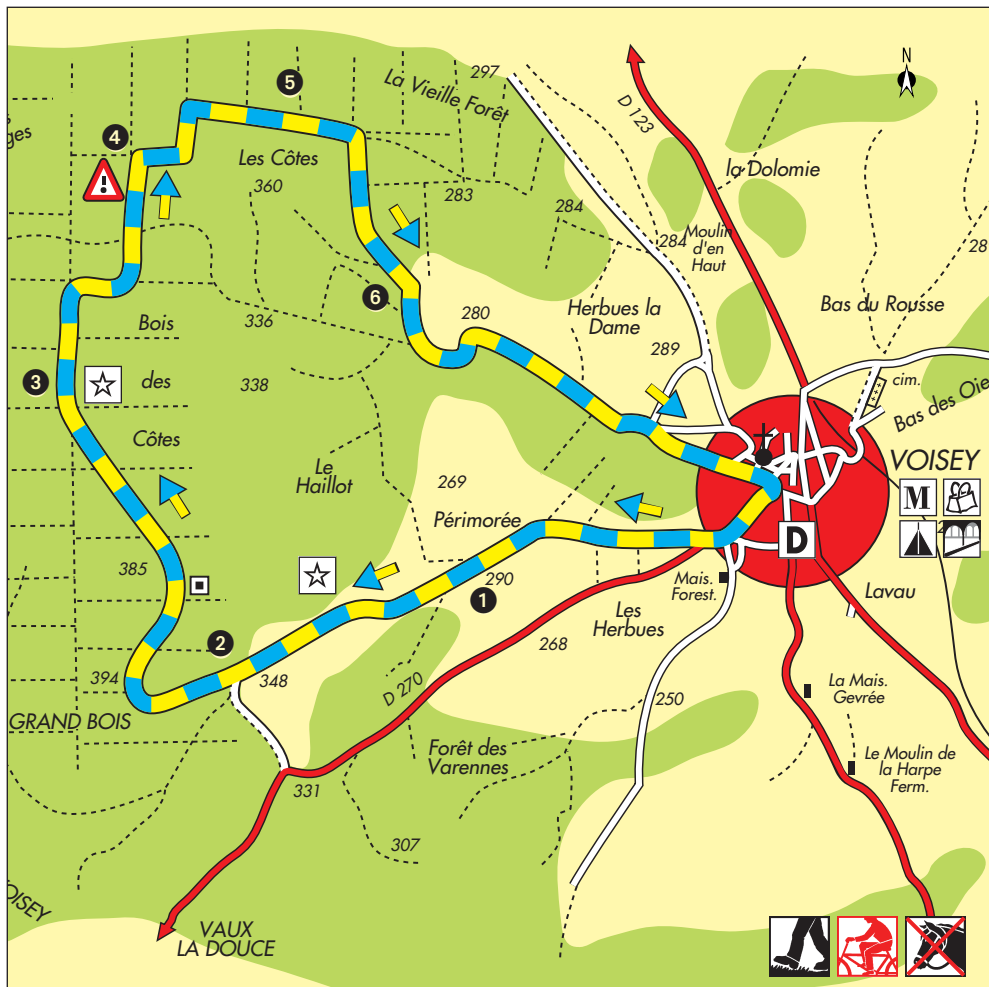 N
297
La Vieille Forêt
5
D 123
4
ges
Les Côtes
360
283
la Dolomie
284
284
Moulin
d'en
Haut
28
6
280
Herbues la
Dame
Bas du Rousse
Bois
336
289
3
des
338
cim.
Bas des Oie
Côtes
Le
Haillot
269
VOISEY
M
Périmorée
2
D
385
290
1
Mais.
Forest.
Lavau
Les
Herbues
2
268
394
348
D 270
La Mais.
Gevrée
250
GRAND BOIS
Forêt des
Varennes
Le Moulin de
la Harpe
Ferm.
331
307
OISEY
VAUX
LA DOUCE